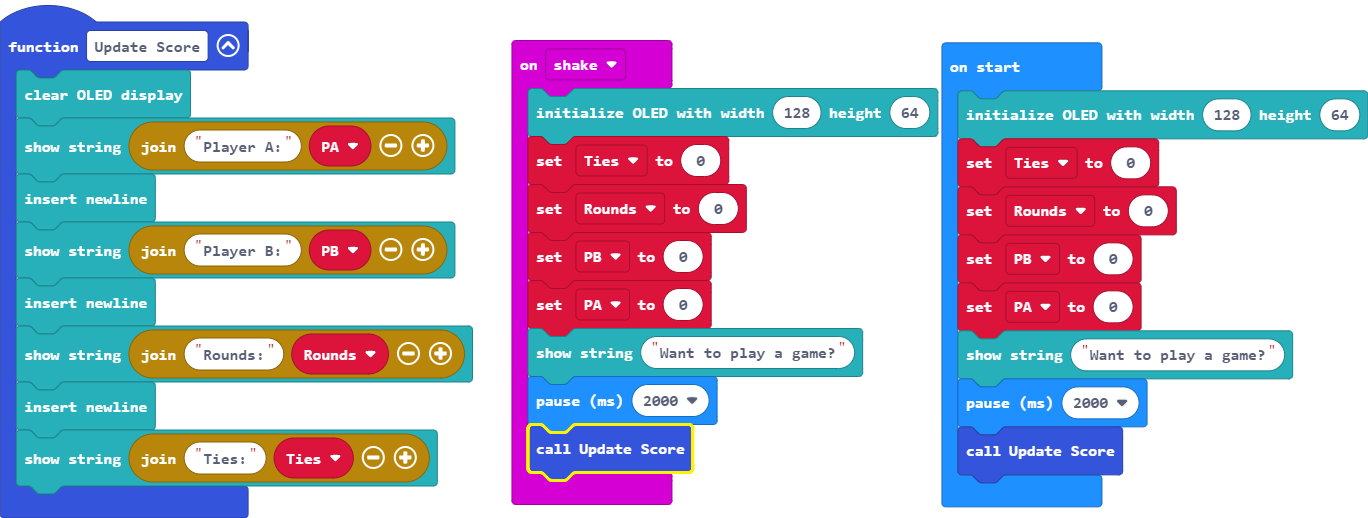 function Update Score
clear OLED display
show string join "Player A:" PA
insert newline
show string join "Player B:" PB
insert newline
show string join "Rounds:" Rounds
insert newline
show string join "Ties:" Ties
on shake
initialize OLED with width 128 height 64
set Ties to 0
set Rounds to 0
set PB to 0
set PA to 0
show string "Want to play a game?"
pause (ms) 2000
call Update Score
on start
initialize OLED with width 128 height 64
set Ties to 0
set Rounds to 0
set PB to 0
set PA to 0
show string "Want to play a game?"
pause (ms) 2000
call Update Score